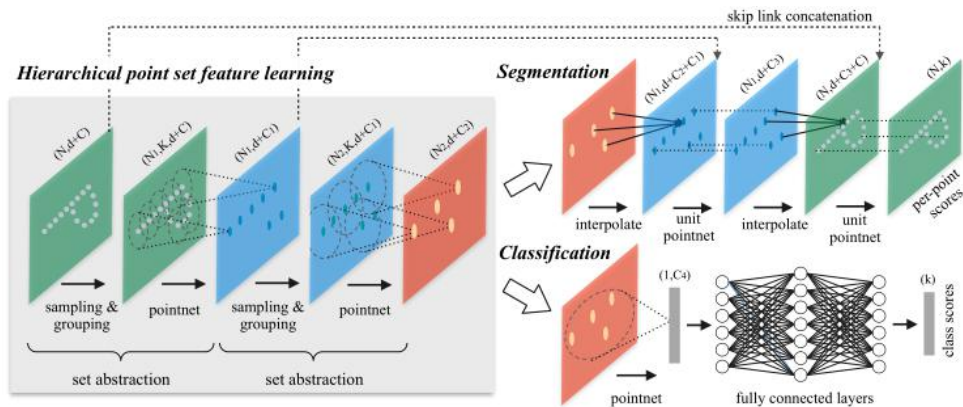 skip link concatenation
Hierarchical point set feature learning
(N,d+C)
(N1,K,d+C)
(N1,d+C1)
(N2,K,d+C1)
(N2,d+C2)
sampling &
grouping
pointnet
sampling &
grouping
pointnet
set abstraction
set abstraction
Segmentation
(N1,d+C2+C1)
(N1,d+C3)
(N,d+C3+C)
(N,k)
interpolate
unit
pointnet
interpolate
unit
pointnet
per-point
scores
Classification
(1,C4)
(k)
class scores
pointnet
fully connected layers